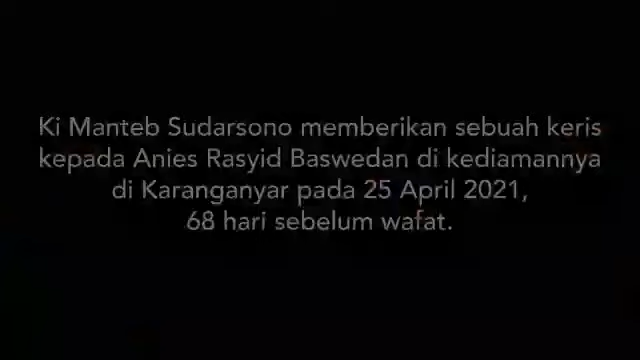 Ki Manteb Sudarsono memberikan sebuah keris
kepada Anies Rasyid Baswedan di kediamannya
di Karanganyar pada 25 April 2021,
68 hari sebelum wafat.